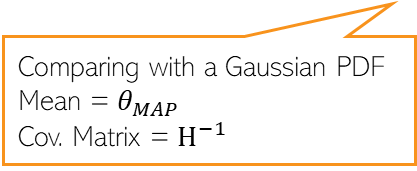 Comparing with a Gaussian PDF
Mean = θ_MAP
Cov. Matrix = H⁻¹